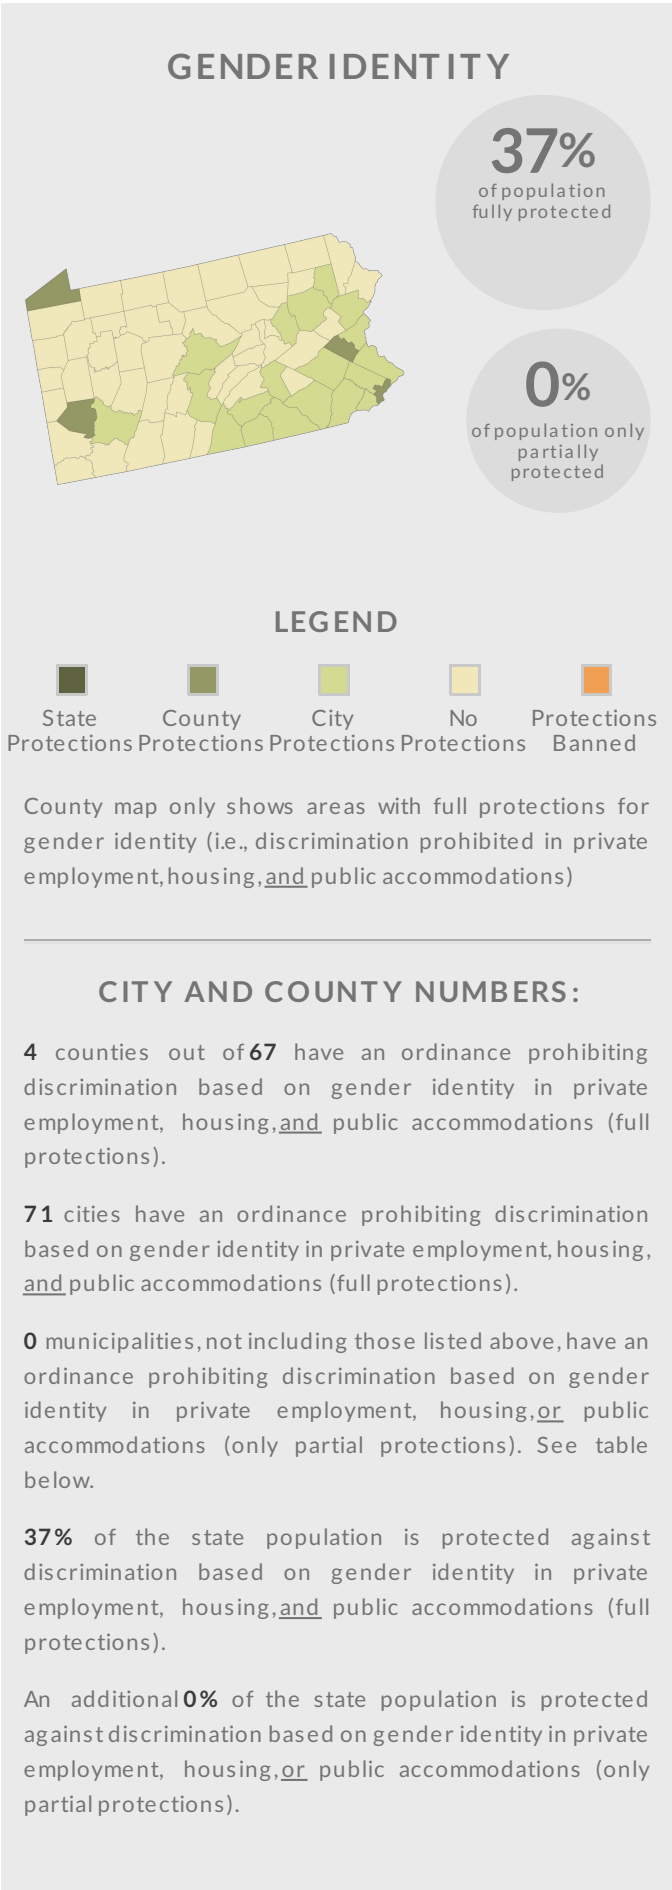 GENDER IDENTITY
37%
of population
fully protected
0%
of population only
partially
protected
LEGEND
State
Protections
County
Protections
City
Protections
No
Protections
Protections
Banned
County map only shows areas with full protections for
gender identity (i.e., discrimination prohibited in private
employment, housing, and public accommodations)
CITY AND COUNTY NUMBERS:
4 counties out of 67 have an ordinance prohibiting
discrimination based on gender identity in private
employment, housing, and public accommodations (full
protections).
71 cities have an ordinance prohibiting discrimination
based on gender identity in private employment, housing,
and public accommodations (full protections).
0 municipalities, not including those listed above, have an
ordinance prohibiting discrimination based on gender
identity in private employment, housing, or public
accommodations (only partial protections). See table
below.
37% of the state population is protected against
discrimination based on gender identity in private
employment, housing, and public accommodations (full
protections).
An additional 0% of the state population is protected
against discrimination based on gender identity in private
employment, housing, or public accommodations (only
partial protections).